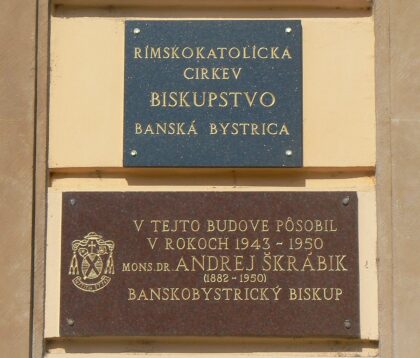 RÍMSKOKATOLÍCKA
CIRKEV
BISKUPSTVO
BANSKÁ BYSTRICA
V TEJTO BUDOVE PÔSOBIL
V ROKOCH 1943 - 1950
MONS. DR. ANDREJ ŠKRÁBIK
(1882 - 1950)
BANSKOBYSTRICKÝ BISKUP